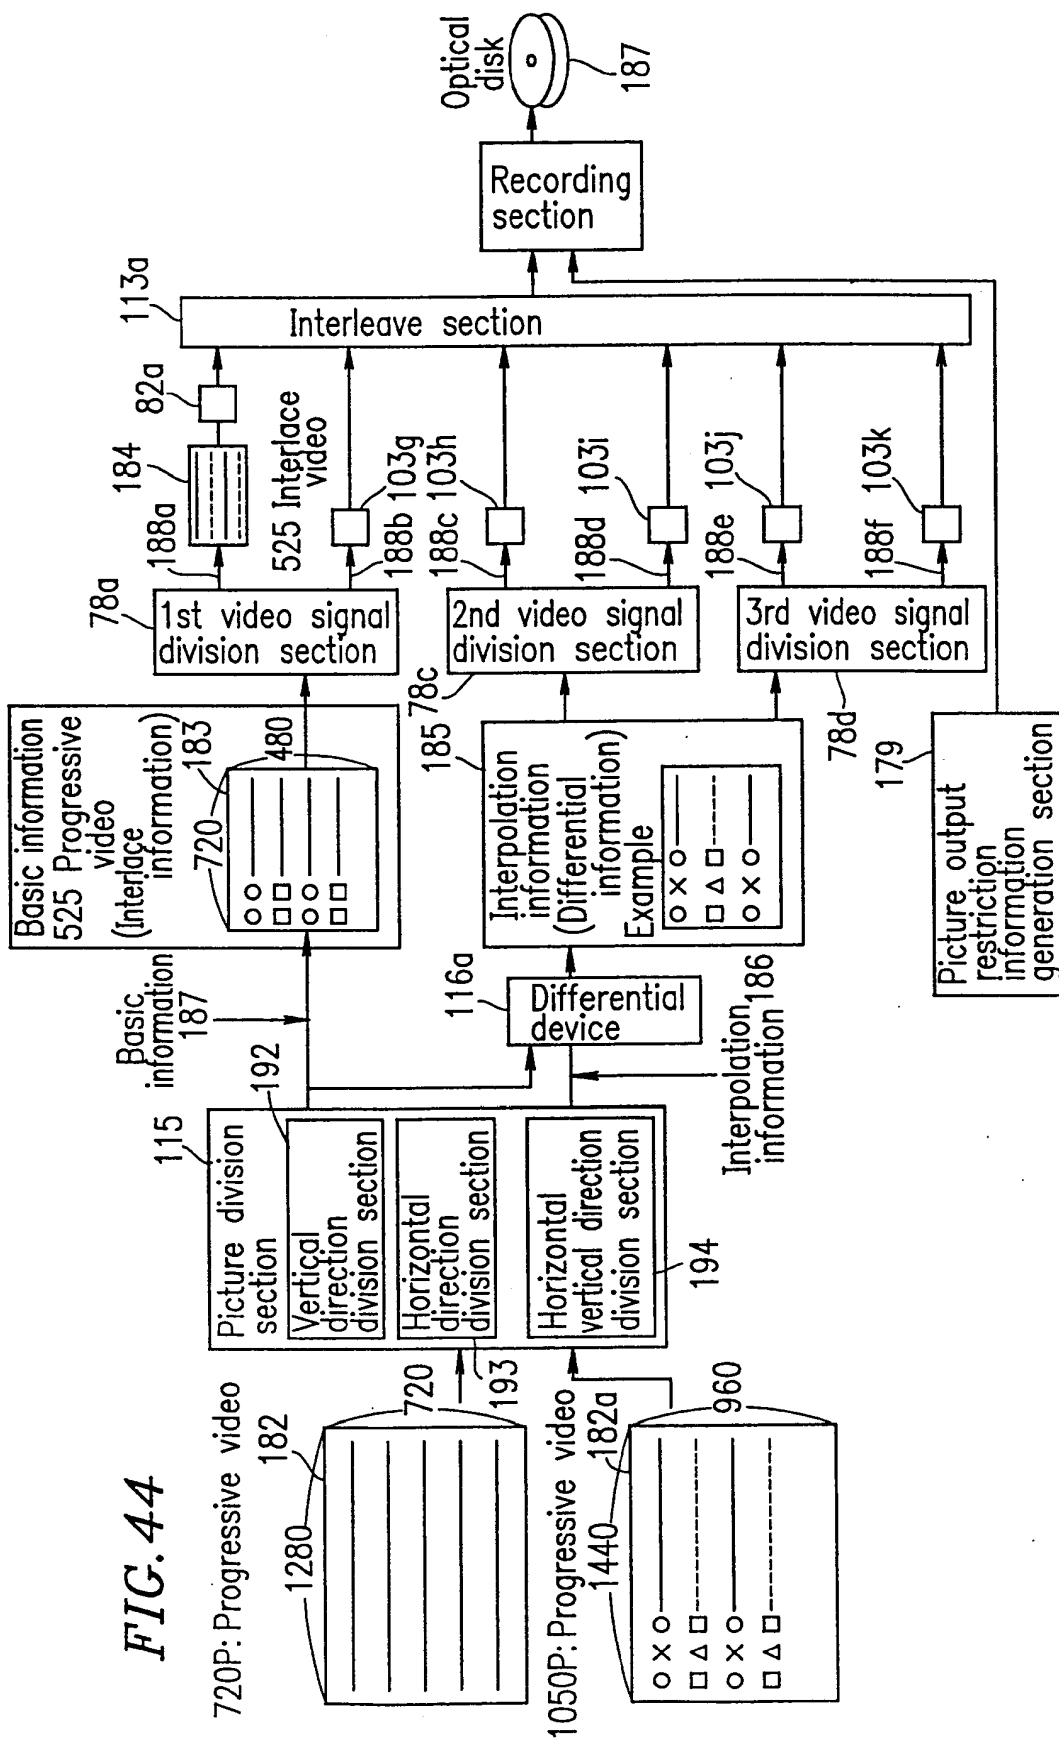 FIG.44
720P: Progressive video
1280
182
720
1050P: Progressive video
1440
182a
960
115
Picture division
section
192
Vertical
direction
division section
Horizontal
direction
division section
193
Horizontal
vertical direction
division section
194
Basic
information
187
116a
Differential
device
Interpolation
information
186
Basic information
525 Progressive
video
(Interlace
information)
183
720
480
185
Interpolation
information
(Differential
information)
Example
78a
1st video signal
division section
78c
2nd video signal
division section
78d
3rd video signal
division section
179
Picture output
restriction
information
generation section
188a
184
82a
525 Interlace
video
188b
103g
188c
103h
188d
103i
188e
103j
188f
103k
113a
Interleave section
Recording
section
Optical
disk
187